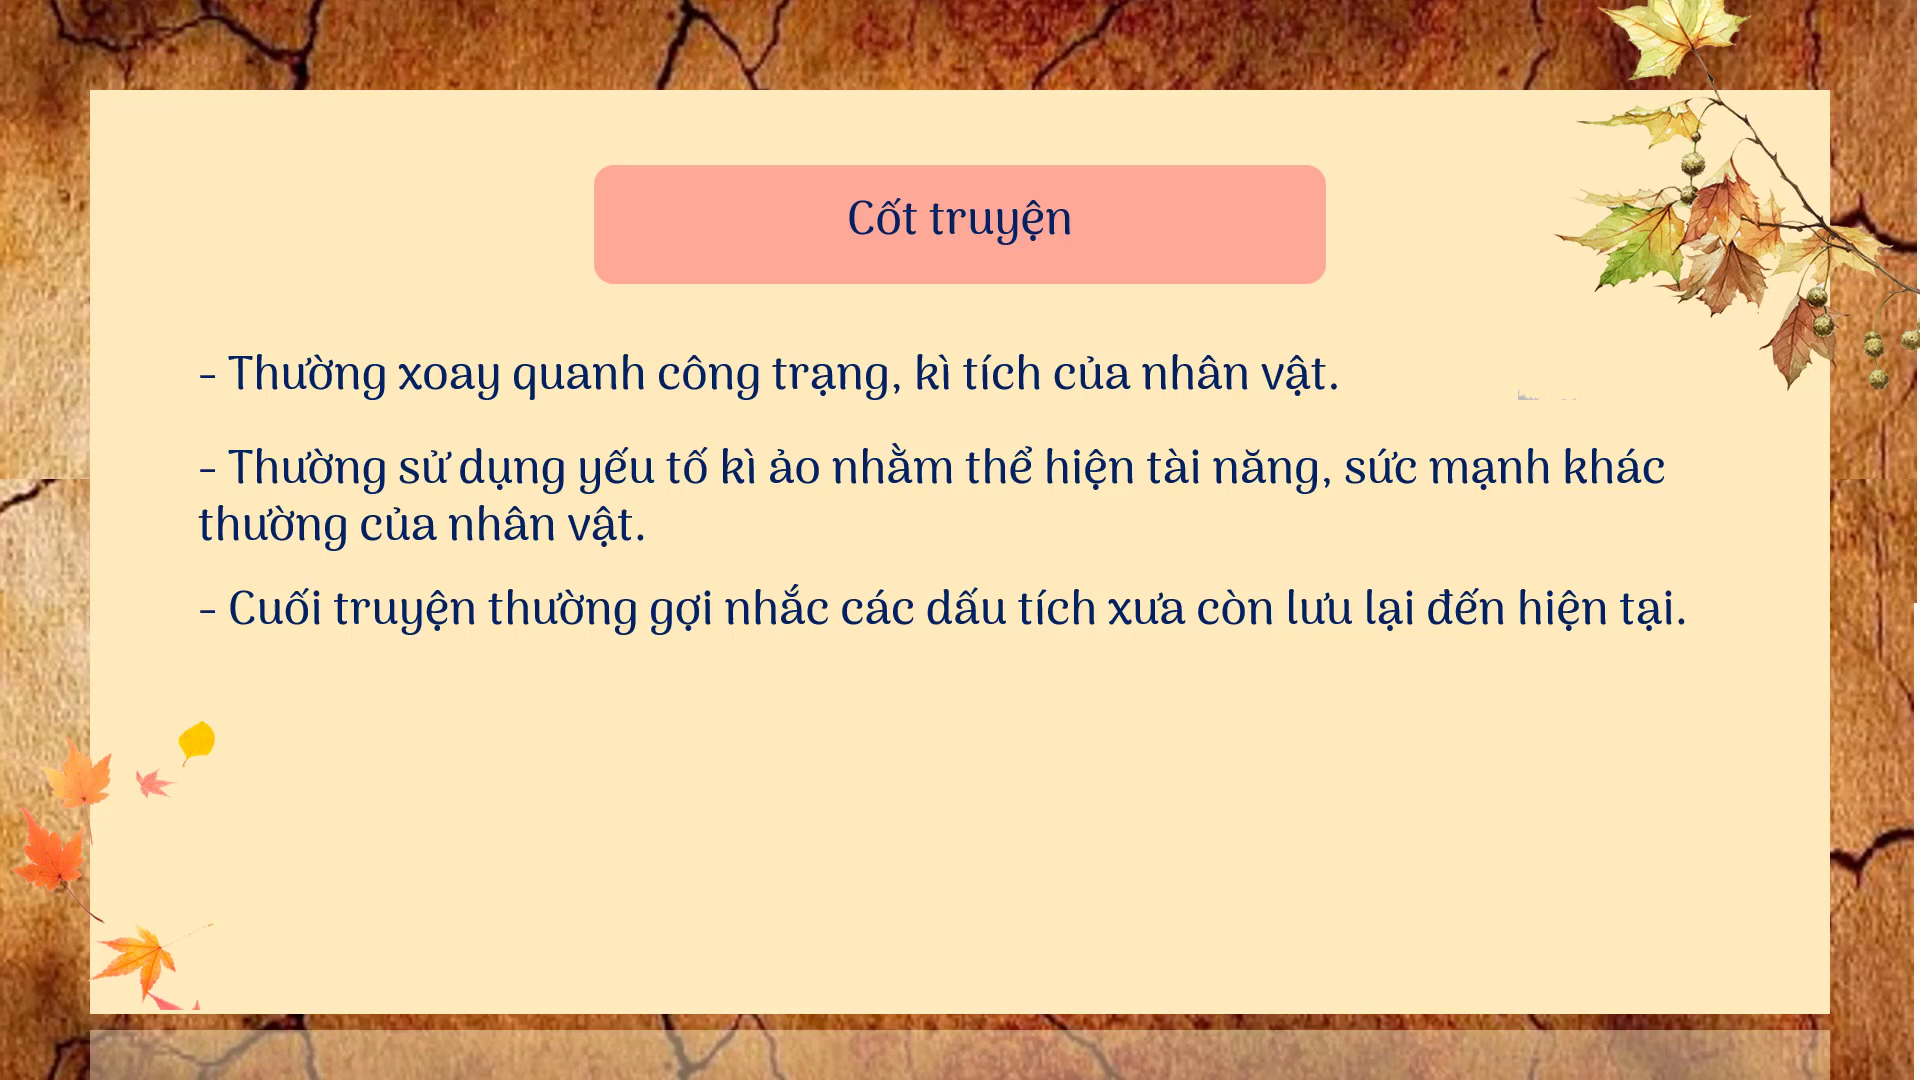 Cốt truyện
- Thường xoay quanh công trạng, kì tích của nhân vật.
- Thường sử dụng yếu tố kì ảo nhằm thể hiện tài năng, sức mạnh khác
thường của nhân vật.
- Cuối truyện thường gợi nhắc các dấu tích xưa còn lưu lại đến hiện tại.